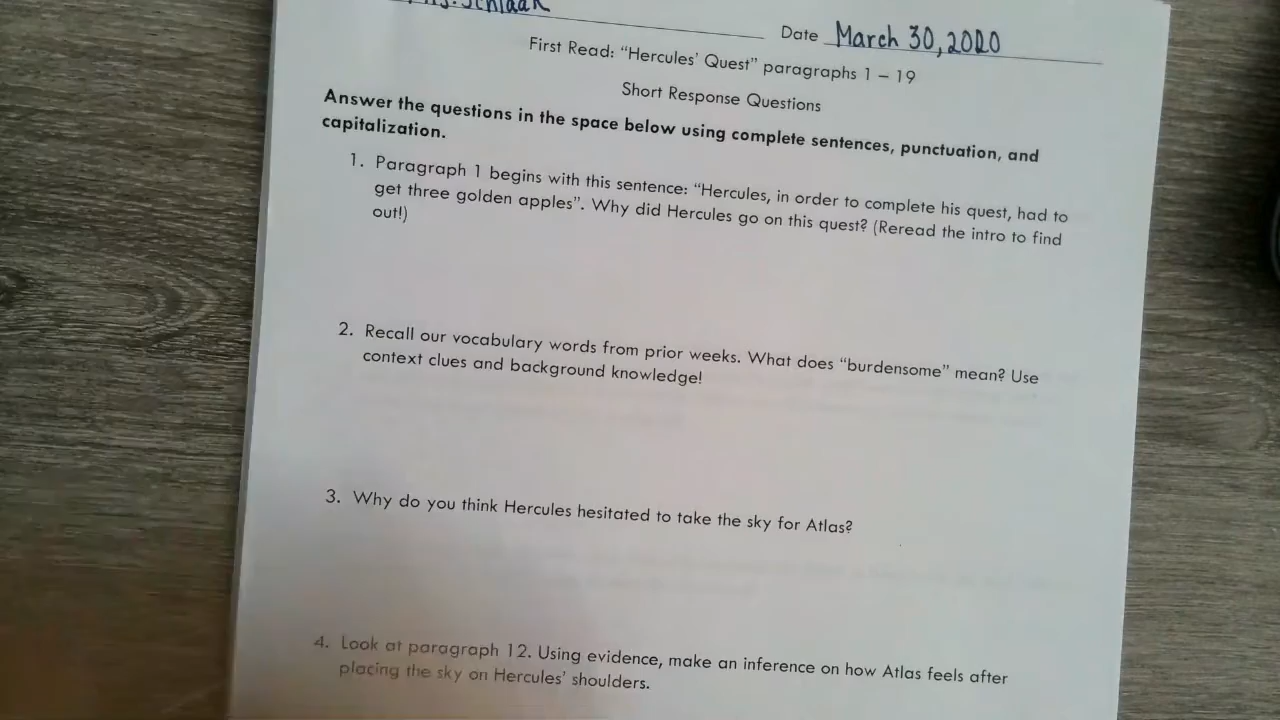 Date March 30, 2020
First Read: “Hercules’ Quest” paragraphs 1 – 19
Short Response Questions
Answer the questions in the space below using complete sentences, punctuation, and
capitalization.
1. Paragraph 1 begins with this sentence: “Hercules, in order to complete his quest, had to
get three golden apples”. Why did Hercules go on this quest? (Reread the intro to find
out!)
2. Recall our vocabulary words from prior weeks. What does “burdensome” mean? Use
context clues and background knowledge!
3. Why do you think Hercules hesitated to take the sky for Atlas?
4. Look at paragraph 12. Using evidence, make an inference on how Atlas feels after
placing the sky on Hercules’ shoulders.